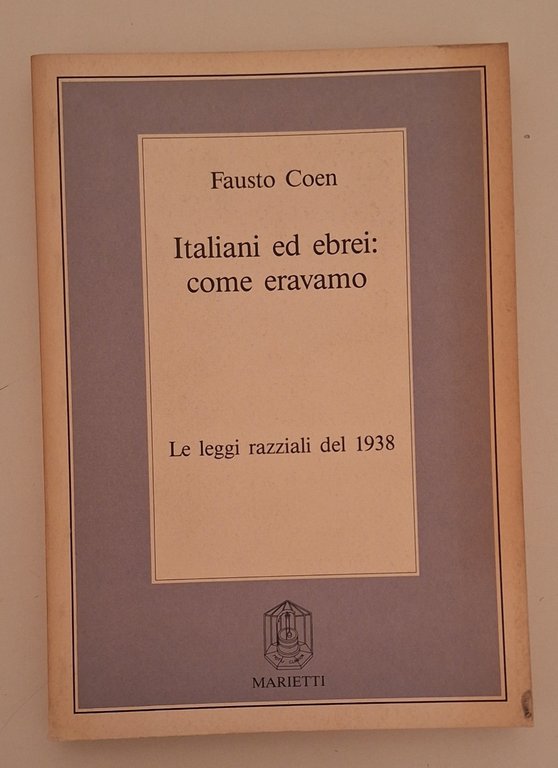 Fausto Coen
Italiani ed ebrei:
come eravamo
Le leggi razziali del 1938
MARIETTI